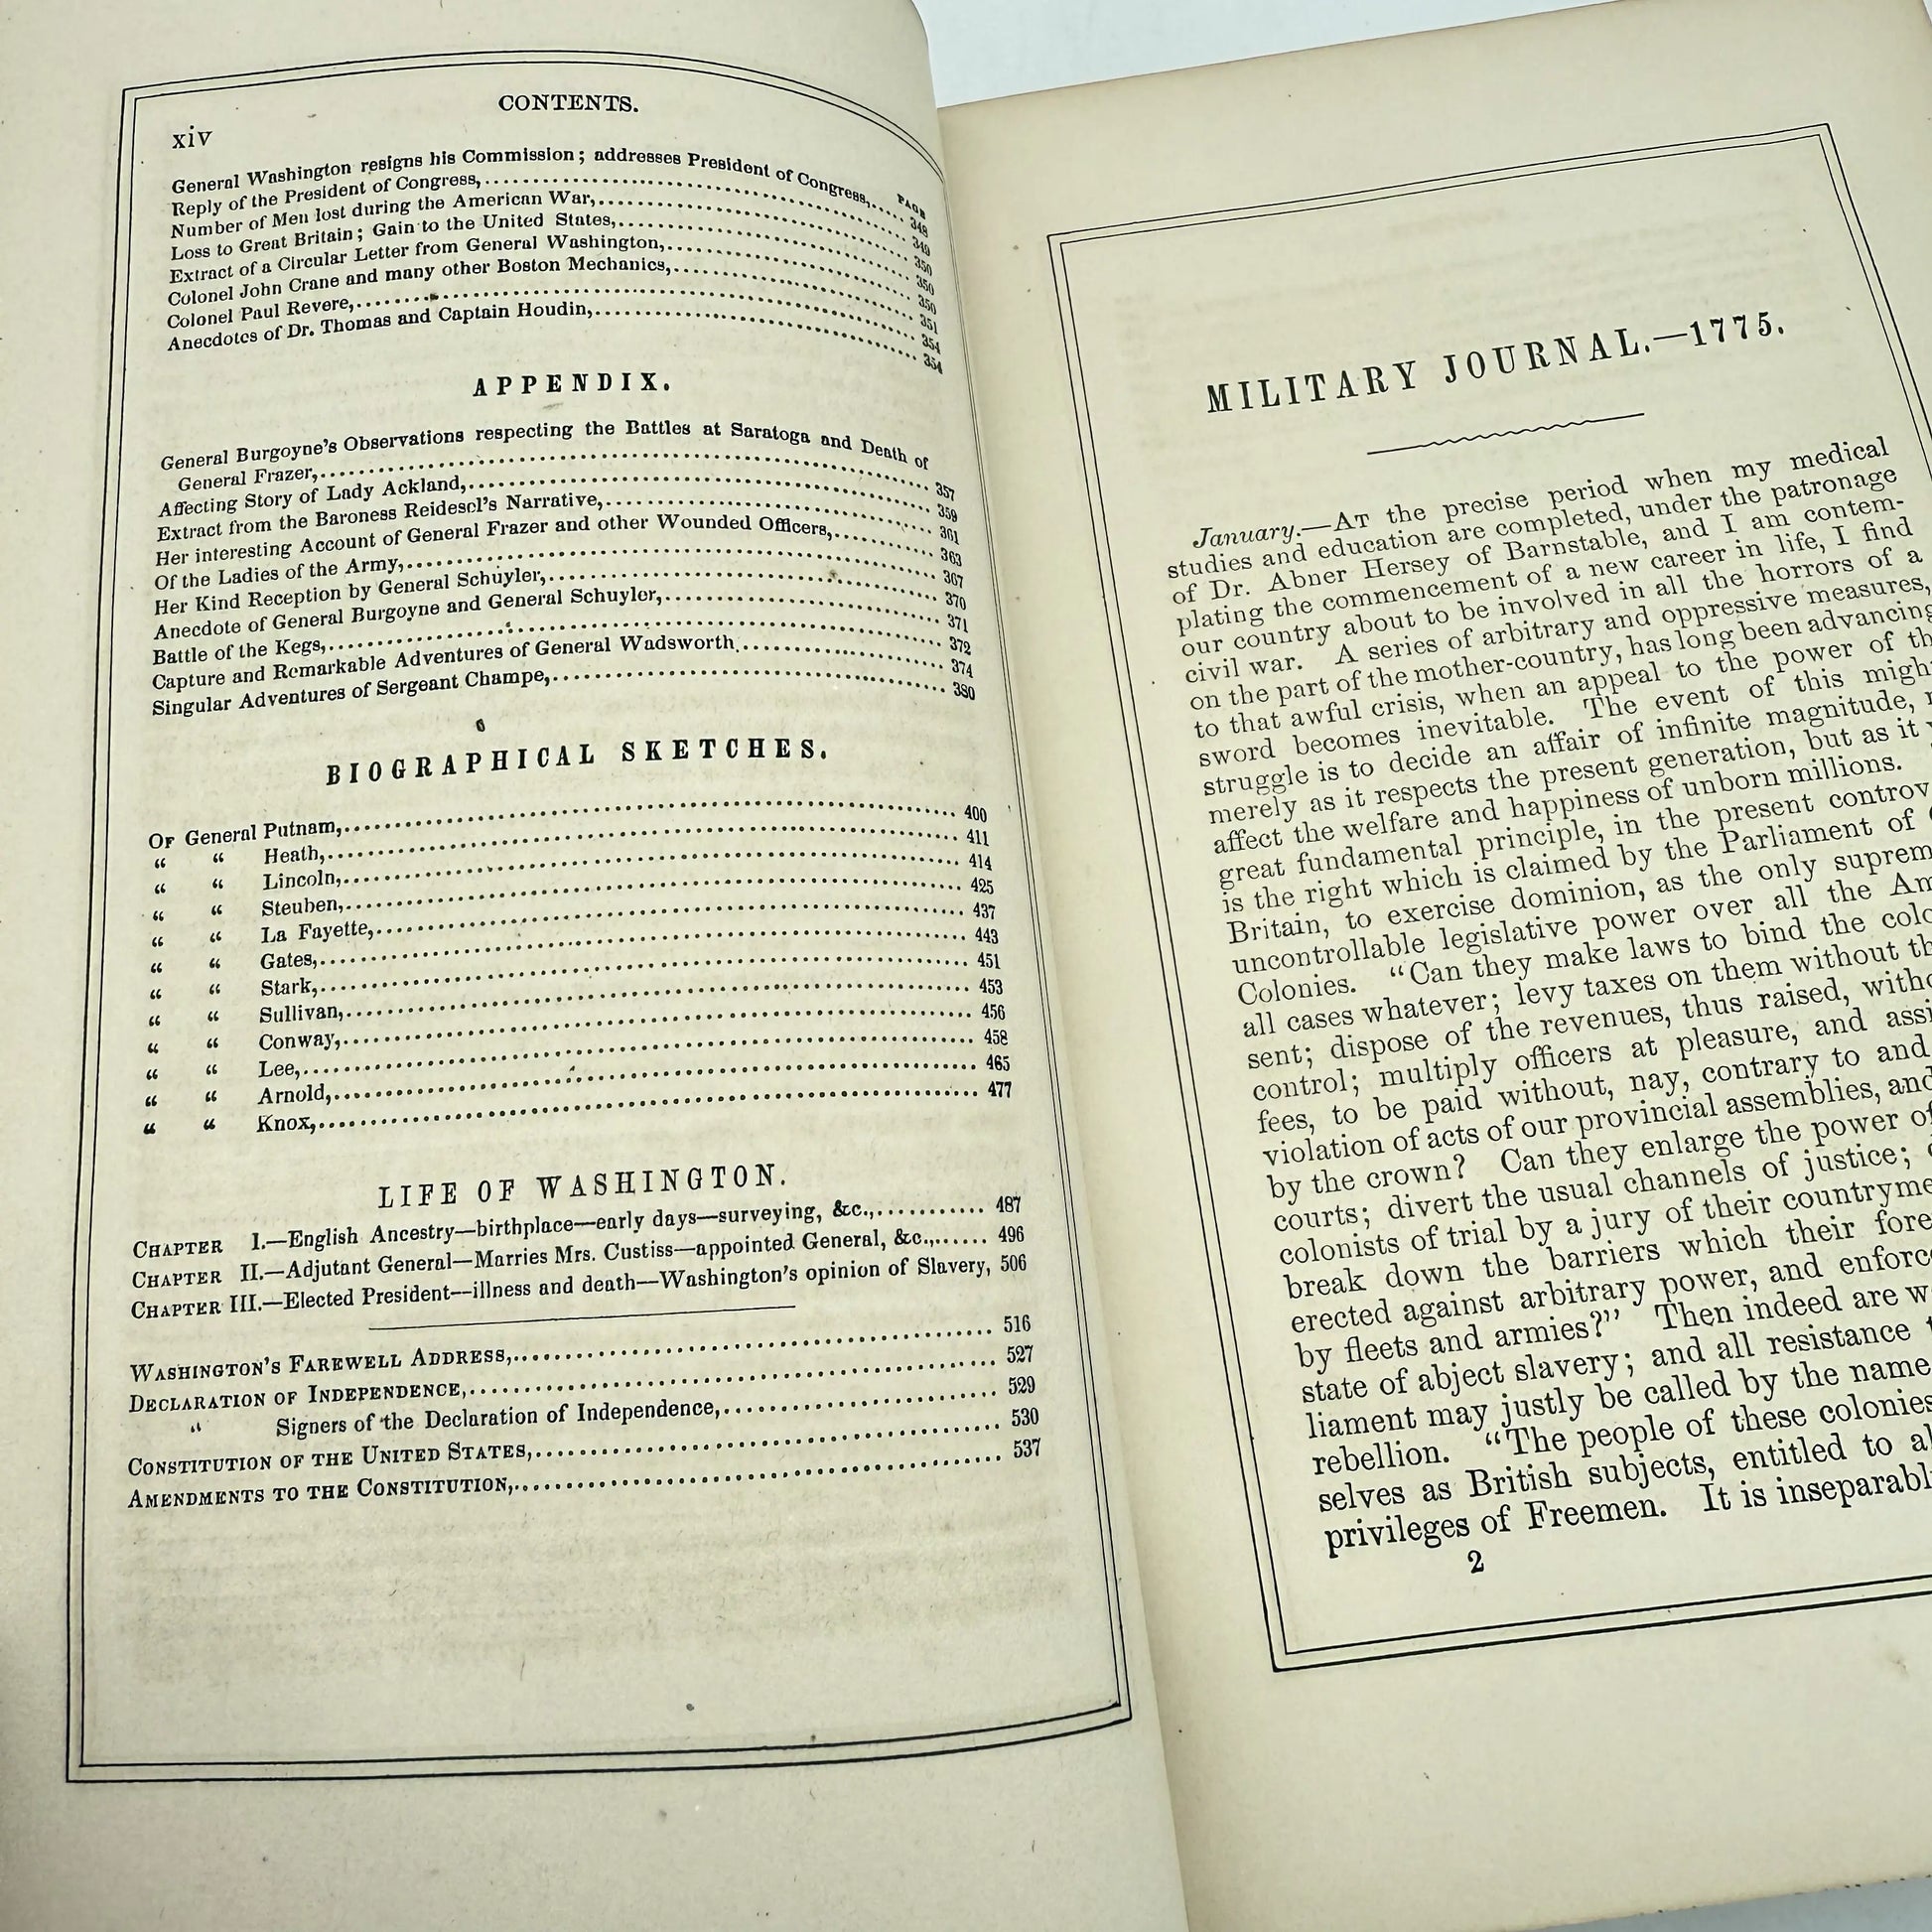 xiv
CONTENTS.
PAGE
General Washington resigns his Commission; addresses President of Congress,..... 348
Reply of the President of Congress,..... 349
Number of Men lost during the American War,..... 350
Loss to Great Britain; Gain to the United States,..... 350
Extract of a Circular Letter from General Washington,..... 350
Colonel John Crane and many other Boston Mechanics,..... 351
Colonel Paul Revere,..... 354
Anecdotes of Dr. Thomas and Captain Houdin,..... 354
APPENDIX.
General Burgoyne's Observations respecting the Battles at Saratoga and Death of
General Frazer,..... 357
Affecting Story of Lady Ackland,..... 359
Extract from the Baroness Reidesel's Narrative,..... 361
Her interesting Account of General Frazer and other Wounded Officers,..... 363
Of the Ladies of the Army,..... 367
Her Kind Reception by General Schuyler,..... 370
Anecdote of General Burgoyne and General Schuyler,..... 371
Battle of the Kegs,..... 372
Capture and Remarkable Adventures of General Wadsworth..... 374
Singular Adventures of Sergeant Champe,..... 380
BIOGRAPHICAL SKETCHES.
OF General Putnam,..... 400
“ “ Heath,..... 411
“ “ Lincoln,..... 414
“ “ Steuben,..... 425
“ “ La Fayette,..... 437
“ “ Gates,..... 443
“ “ Stark,..... 451
“ “ Sullivan,..... 453
“ “ Conway,..... 456
“ “ Lee,..... 458
“ “ Arnold,..... 465
“ “ Knox,..... 477
LIFE OF WASHINGTON.
CHAPTER I.—English Ancestry—birthplace—early days—surveying, &c.,..... 487
CHAPTER II.—Adjutant General—Marries Mrs. Custiss—appointed General, &c.,..... 496
CHAPTER III.—Elected President—illness and death—Washington's opinion of Slavery, 506
WASHINGTON'S FAREWELL ADDRESS,..... 516
DECLARATION OF INDEPENDENCE,..... 527
“ Signers of the Declaration of Independence,..... 529
CONSTITUTION OF THE UNITED STATES,..... 530
AMENDMENTS TO THE CONSTITUTION,..... 537
MILITARY JOURNAL.—1775.
January.—AT the precise period when my medical
studies and education are completed, under the patronage
of Dr. Abner Hersey of Barnstable, and I am contem-
plating the commencement of a new career in life, I find
our country about to be involved in all the horrors of a
civil war. A series of arbitrary and oppressive measures,
on the part of the mother-country, has long been advancing
to that awful crisis, when an appeal to the power of th
sword becomes inevitable. The event of this migh
struggle is to decide an affair of infinite magnitude,
merely as it respects the present generation, but as it
affect the welfare and happiness of unborn millions.
great fundamental principle, in the present controv
is the right which is claimed by the Parliament of
Britain, to exercise dominion, as the only suprem
uncontrollable legislative power over all the Am
Colonies. “Can they make laws to bind the colo
all cases whatever; levy taxes on them without th
sent; dispose of the revenues, thus raised, witho
control; multiply officers at pleasure, and assi
fees, to be paid without, nay, contrary to and
violation of acts of our provincial assemblies, and
by the crown? Can they enlarge the power of
courts; divert the usual channels of justice;
colonists of trial by a jury of their countryme
break down the barriers which their fore
erected against arbitrary power, and enforc
by fleets and armies?” Then indeed are w
state of abject slavery; and all resistance t
liament may justly be called by the name
rebellion. “The people of these colonies
selves as British subjects, entitled to al
privileges of Freemen. It is inseparabl
2